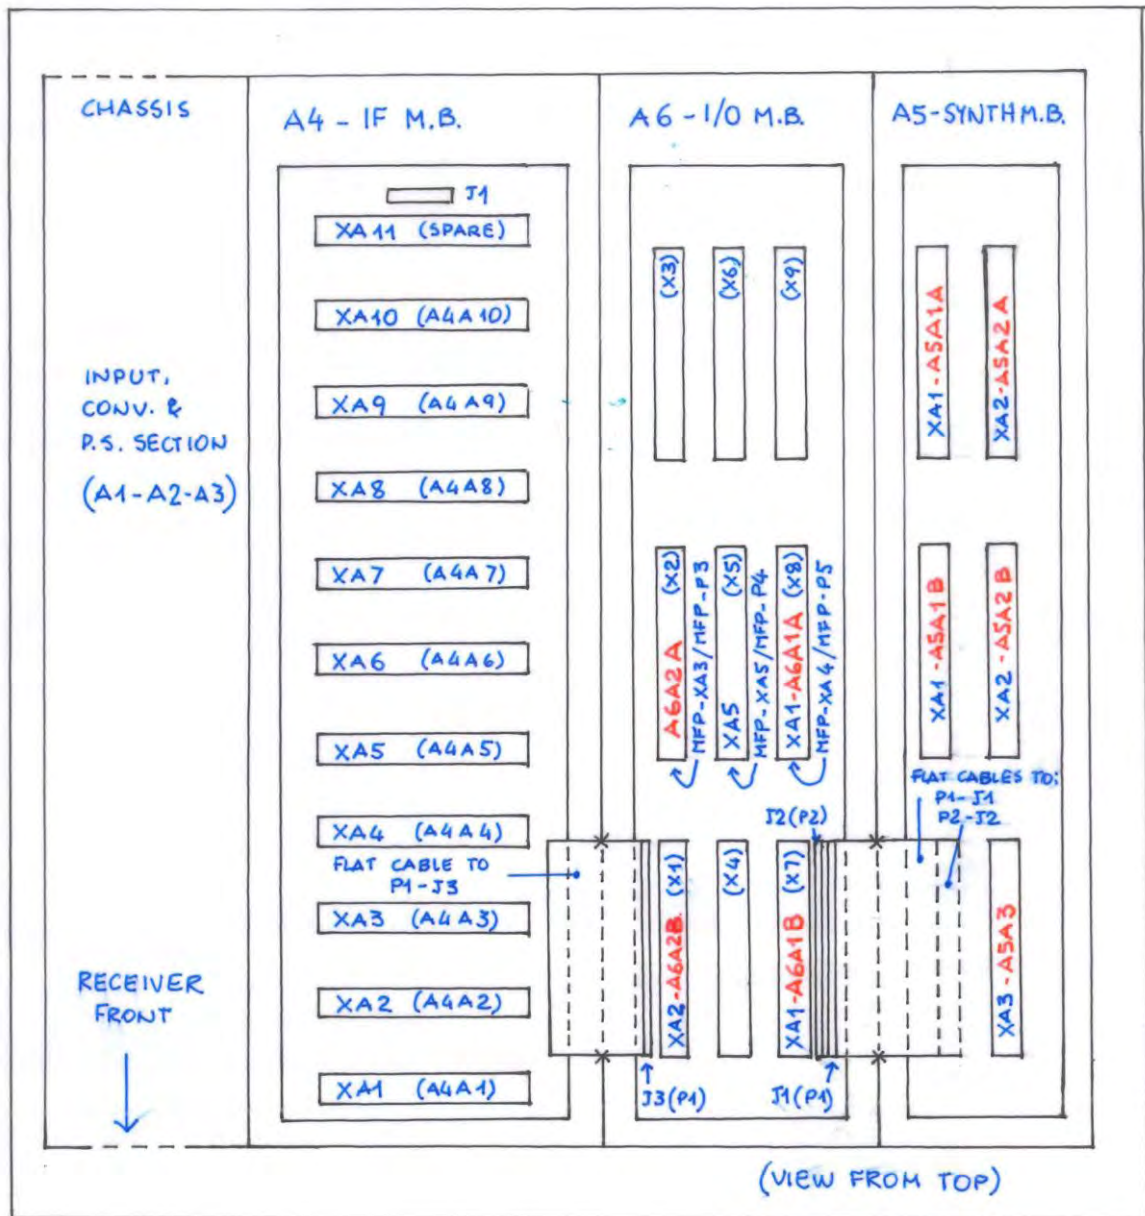 CHASSIS
INPUT,
CONV. &
P.S. SECTION
(A1-A2-A3)
RECEIVER
FRONT
A4 - IF M.B.
J1
XA11 (SPARE)
XA10 (A4A10)
XA9 (A4A9)
XA8 (A4A8)
XA7 (A4A7)
XA6 (A4A6)
XA5 (A4A5)
XA4 (A4A4)
FLAT CABLE TO
P1-J3
XA3 (A4A3)
XA2 (A4A2)
XA1 (A4A1)
A6 - I/O M.B.
(X3)
(X6)
(X9)
A6A2A (X2)
MFP-XA3/MFP-P3
XA5 (X5)
MFP-XA5/MFP-P4
XA1-A6A1A (X8)
MFP-XA4/MFP-P5
J2(P2)
XA2-A6A2B. (X1)
(X4)
XA1-A6A1B (X7)
J3(P1)
J1(P1)
A5-SYNTH M.B.
XA1-A5A1A
XA2-A5A2A
XA1-A5A1B
XA2-A5A2B
FLAT CABLES TO:
P1-J1
P2-J2
XA3-A5A3
(VIEW FROM TOP)